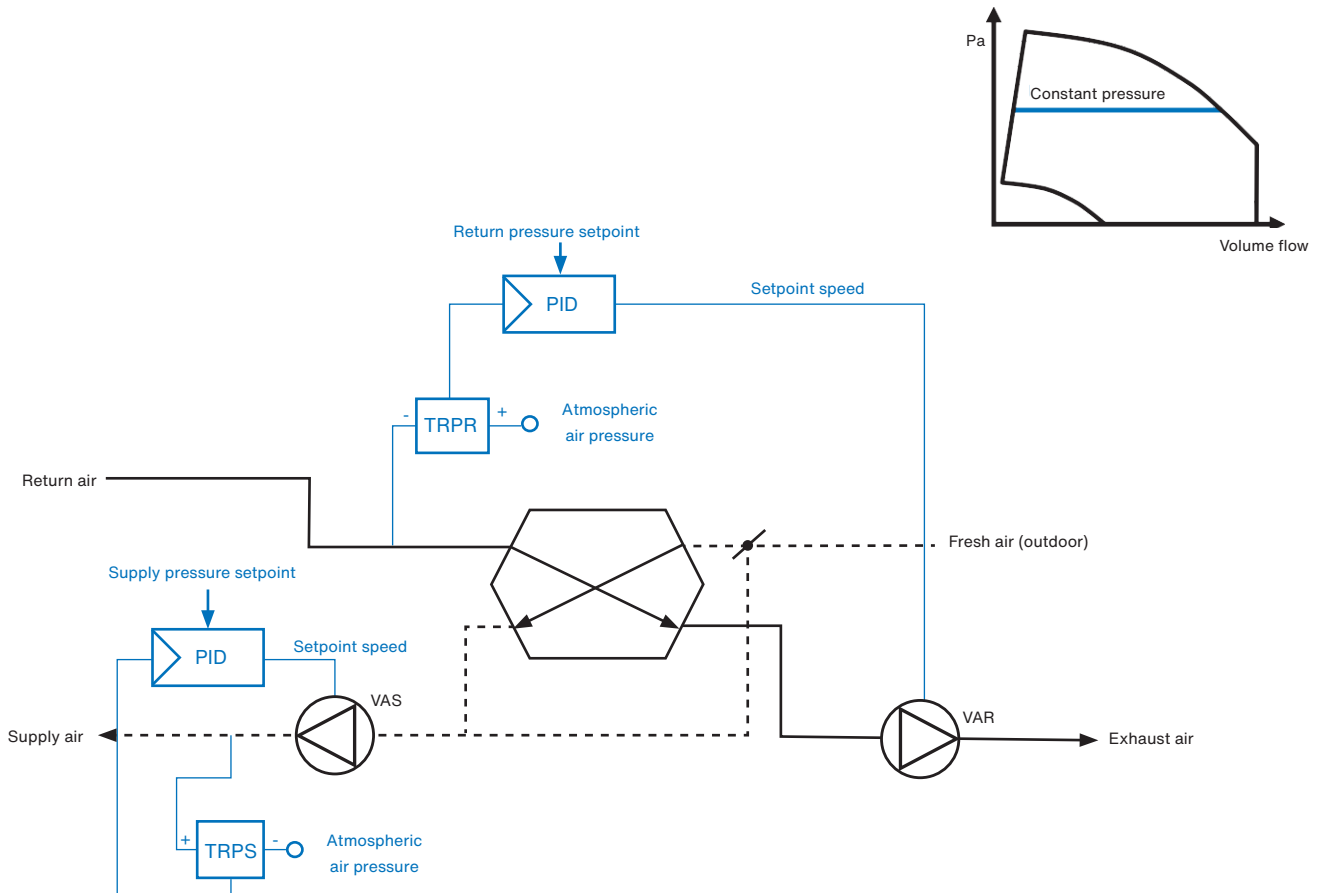 Pa
Constant pressure
Volume flow
Return pressure setpoint
PID
Setpoint speed
- TRPR +
Atmospheric
air pressure
Return air
Fresh air (outdoor)
Supply pressure setpoint
PID
Setpoint speed
VAS
VAR
Supply air
Exhaust air
+ TRPS -
Atmospheric
air pressure